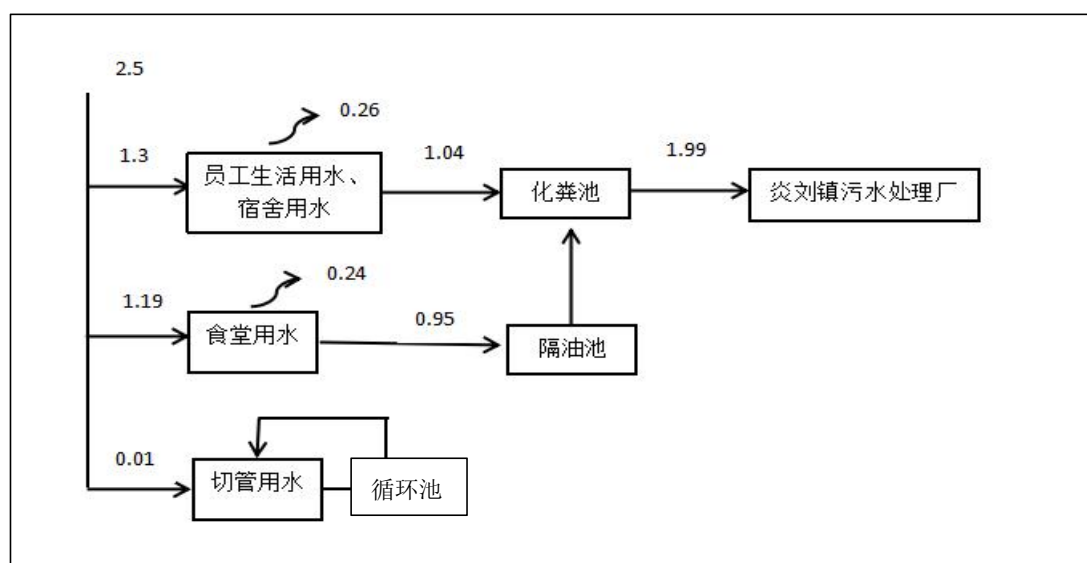 2.5
0.26
1.3
员工生活用水、
宿舍用水
1.04
化粪池
1.99
炎刘镇污水处理厂
0.24
1.19
食堂用水
0.95
隔油池
0.01
切管用水
循环池